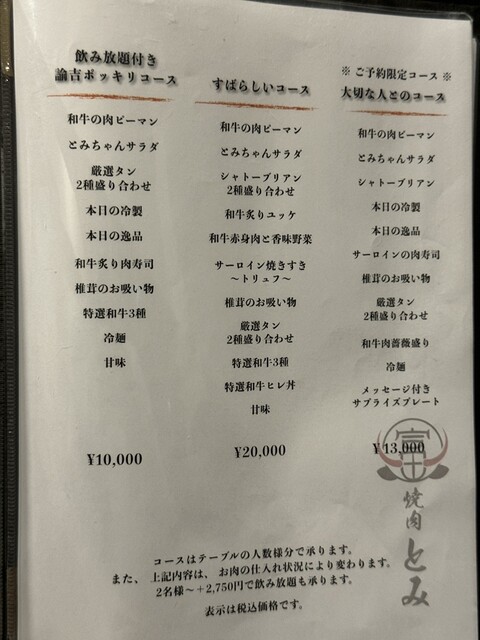 飲み放題付き
諭吉ポッキリコース
和牛の肉ピーマン
とみちゃんサラダ
厳選タン
2種盛り合わせ
本日の冷製
本日の逸品
和牛炙り肉寿司
椎茸のお吸い物
特選和牛3種
冷麺
甘味
¥10,000
すばらしいコース
和牛の肉ピーマン
とみちゃんサラダ
シャトーブリアン
2種盛り合わせ
和牛炙りユッケ
和牛赤身肉と香味野菜
サーロイン焼きすき
～トリュフ～
椎茸のお吸い物
厳選タン
2種盛り合わせ
特選和牛3種
特選和牛ヒレ丼
甘味
¥20,000
※ ご予約限定コース ※
大切な人とのコース
和牛の肉ピーマン
とみちゃんサラダ
シャトーブリアン
本日の冷製
本日の逸品
サーロインの肉寿司
椎茸のお吸い物
厳選タン
2種盛り合わせ
和牛肉薔薇盛り
冷麺
メッセージ付き
サプライズプレート
¥13,000
焼肉とみ
コースはテーブルの人数様分で承ります。
また、上記内容は、お肉の仕入れ状況により変わります。
2名様～＋2,750円で飲み放題も承ります。
表示は税込価格です。